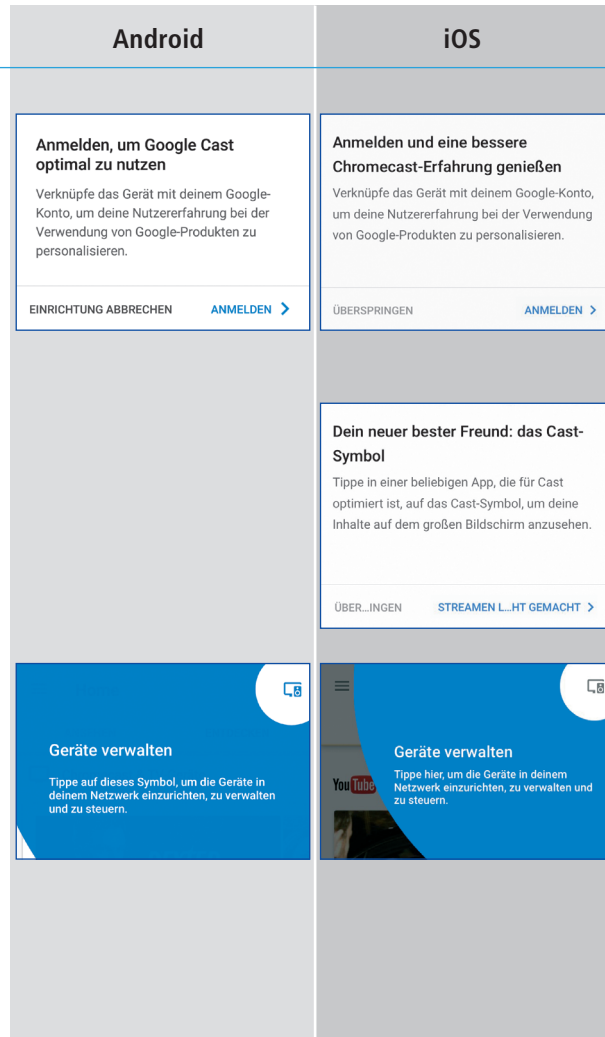 Android
iOS
Anmelden, um Google Cast
optimal zu nutzen
Verknüpfe das Gerät mit deinem Google-
Konto, um deine Nutzererfahrung bei der
Verwendung von Google-Produkten zu
personalisieren.
EINRICHTUNG ABBRECHEN
ANMELDEN
Anmelden und eine bessere
Chromecast-Erfahrung genießen
Verknüpfe das Gerät mit deinem Google-Konto,
um deine Nutzererfahrung bei der Verwendung
von Google-Produkten zu personalisieren.
ÜBERSPRINGEN
ANMELDEN
Dein neuer bester Freund: das Cast-
Symbol
Tippe in einer beliebigen App, die für Cast
optimiert ist, auf das Cast-Symbol, um deine
Inhalte auf dem großen Bildschirm anzusehen.
ÜBER...INGEN
STREAMEN L...HT GEMACHT
Geräte verwalten
Tippe auf dieses Symbol, um die Geräte in
deinem Netzwerk einzurichten, zu verwalten
und zu steuern.
Geräte verwalten
Tippe hier, um die Geräte in deinem
Netzwerk einzurichten, zu verwalten und
zu steuern.
YouTube